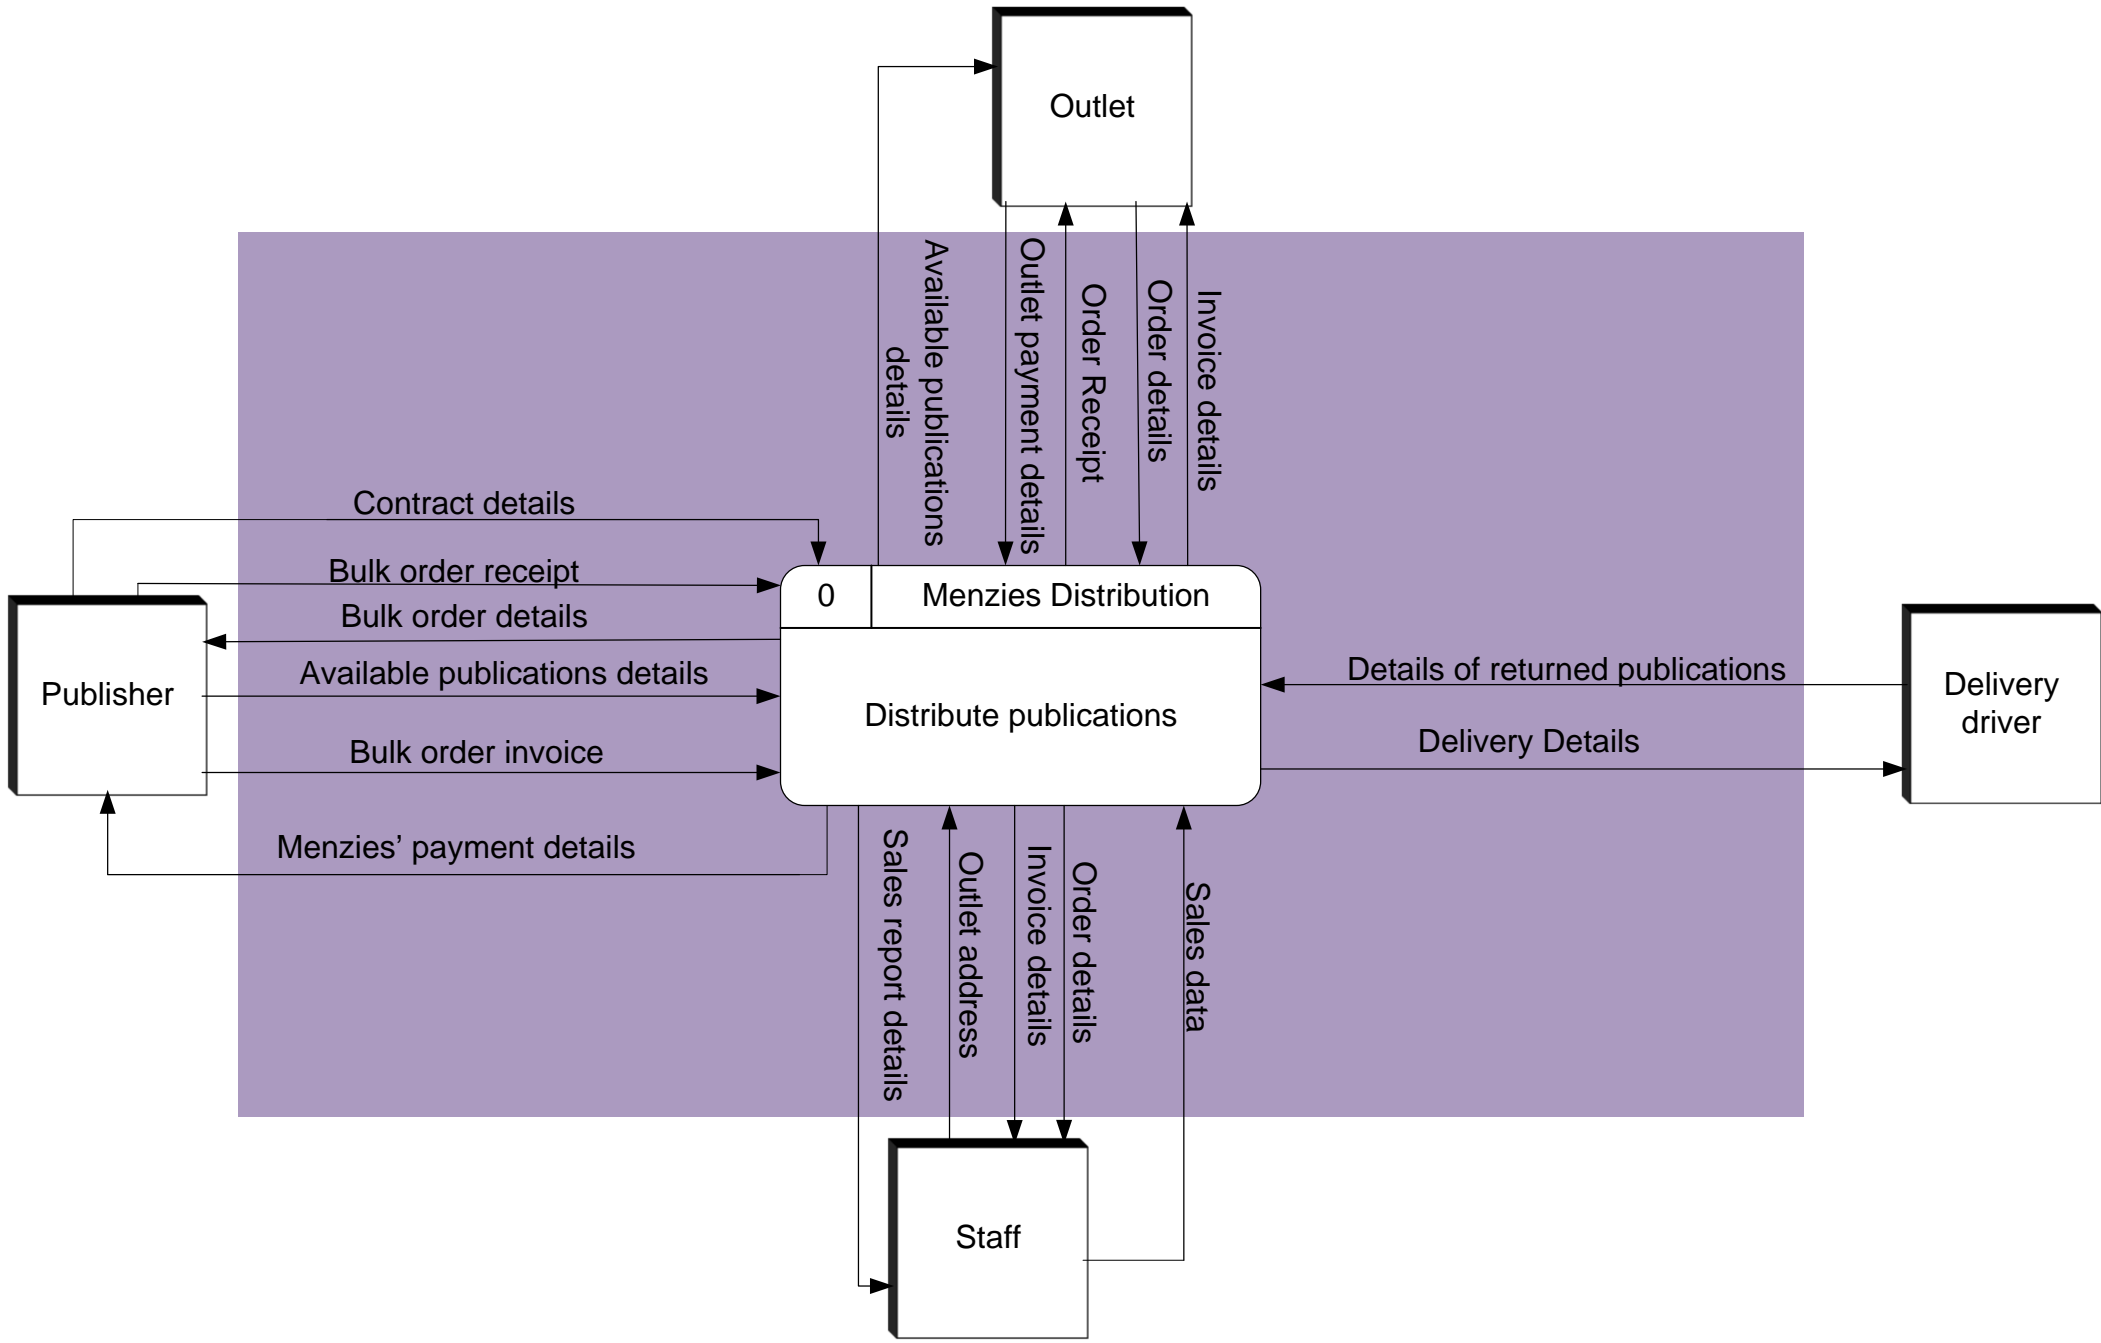 Outlet
Available publications
details
Outlet payment details
Order Receipt
Order details
Invoice details
Contract details
Bulk order receipt
Bulk order details
Available publications details
Bulk order invoice
Menzies’ payment details
Publisher
0
Menzies Distribution
Distribute publications
Details of returned publications
Delivery Details
Delivery
driver
Sales report details
Outlet address
Invoice details
Order details
Sales data
Staff